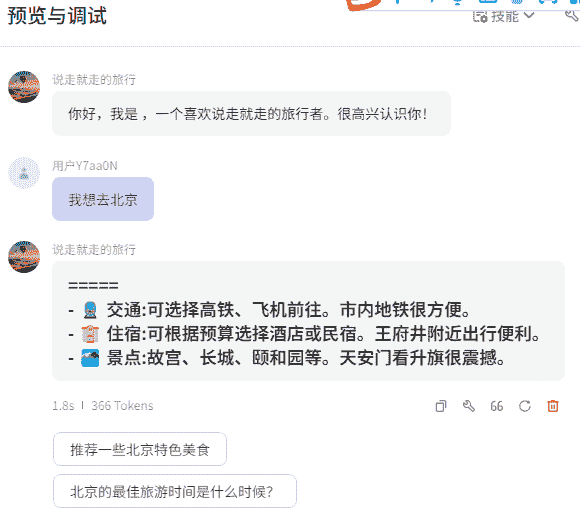 预览与调试
技能
说走就走的旅行
你好，我是 ，一个喜欢说走就走的旅行者。很高兴认识你！
用户Y7aa0N
我想去北京
说走就走的旅行
=====
- 交通:可选择高铁、飞机前往。市内地铁很方便。
- 住宿:可根据预算选择酒店或民宿。王府井附近出行便利。
- 景点:故宫、长城、颐和园等。天安门看升旗很震撼。
1.8s | 366 Tokens
推荐一些北京特色美食
北京的最佳旅游时间是什么时候？